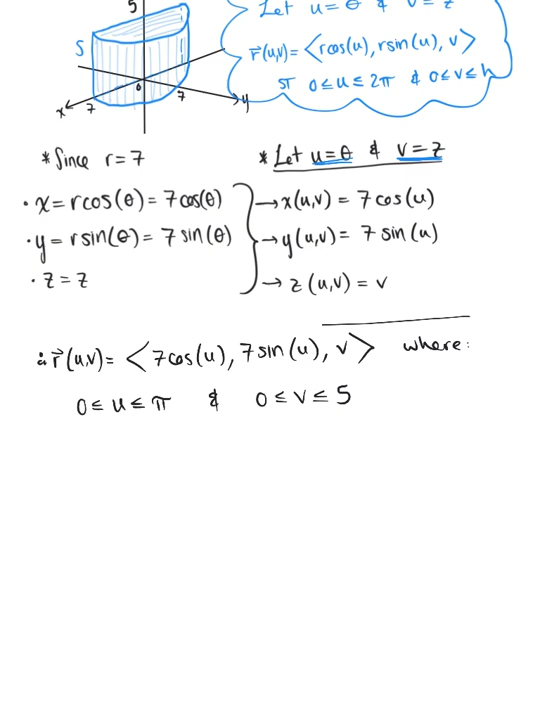 5
Let u = θ & v = z
S
r⃗(u,v) = <rcos(u), rsin(u), v>
ST 0 ≤ u ≤ 2π & 0 ≤ v ≤ h
0
x 7 7 y
* Since r = 7 * Let u = θ & v = z
• x = rcos(θ) = 7cos(θ) → x(u,v) = 7cos(u)
• y = rsin(θ) = 7sin(θ) → y(u,v) = 7sin(u)
• z = z → z(u,v) = v
∴ r⃗(u,v) = <7cos(u), 7sin(u), v> where:
0 ≤ u ≤ π & 0 ≤ v ≤ 5